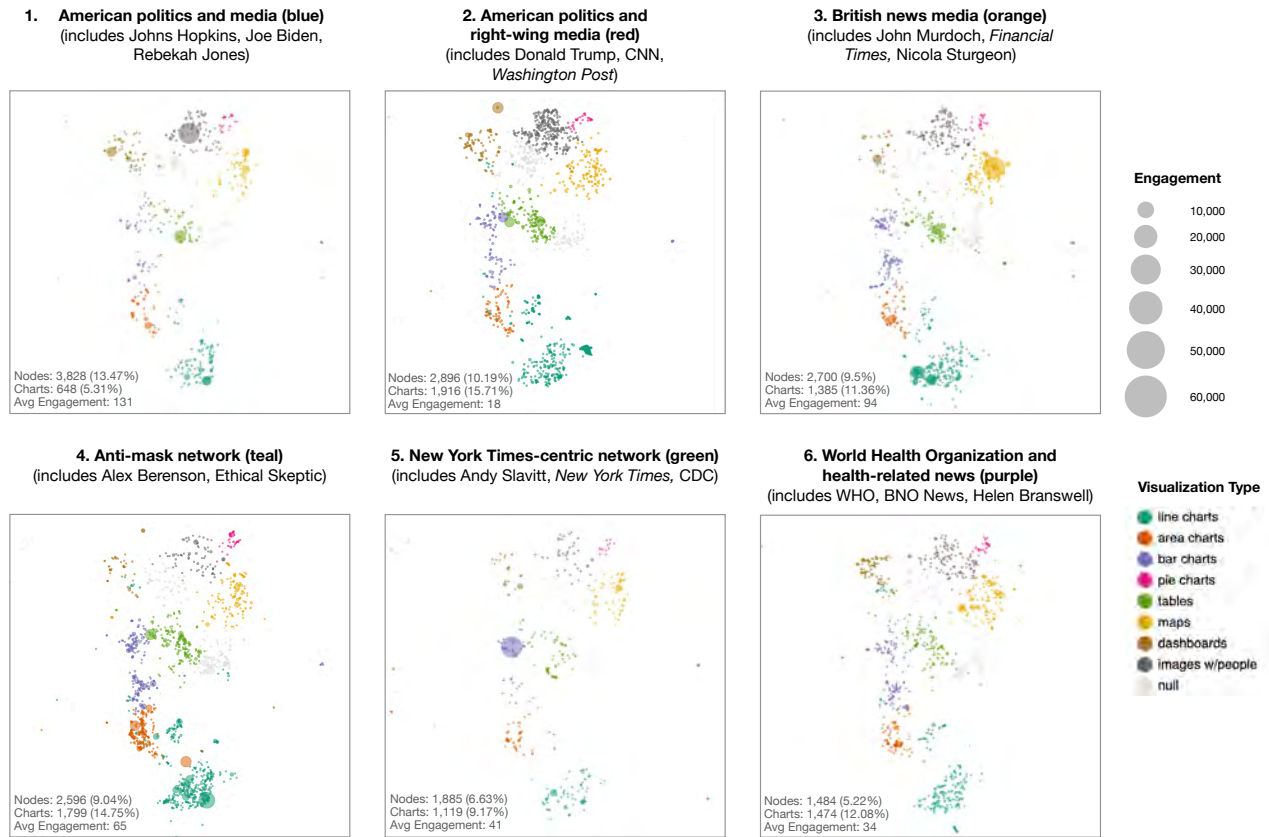 1. American politics and media (blue)
(includes Johns Hopkins, Joe Biden,
Rebekah Jones)
2. American politics and
right-wing media (red)
(includes Donald Trump, CNN,
Washington Post)
3. British news media (orange)
(includes John Murdoch, Financial
Times, Nicola Sturgeon)
Nodes: 3,828 (13.47%)
Charts: 648 (5.31%)
Avg Engagement: 131
Nodes: 2,896 (10.19%)
Charts: 1,916 (15.71%)
Avg Engagement: 18
Nodes: 2,700 (9.5%)
Charts: 1,385 (11.36%)
Avg Engagement: 94
Engagement
10,000
20,000
30,000
40,000
50,000
60,000
4. Anti-mask network (teal)
(includes Alex Berenson, Ethical Skeptic)
5. New York Times-centric network (green)
(includes Andy Slavitt, New York Times, CDC)
6. World Health Organization and
health-related news (purple)
(includes WHO, BNO News, Helen Branswell)
Nodes: 2,596 (9.04%)
Charts: 1,799 (14.75%)
Avg Engagement: 65
Nodes: 1,885 (6.63%)
Charts: 1,119 (9.17%)
Avg Engagement: 41
Nodes: 1,484 (5.22%)
Charts: 1,474 (12.08%)
Avg Engagement: 34
Visualization Type
line charts
area charts
bar charts
pie charts
tables
maps
dashboards
images w/people
null